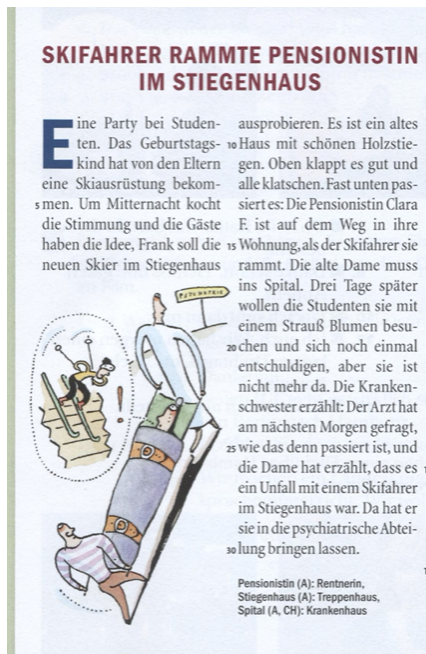 SKIFAHRER RAMMTE PENSIONISTIN
IM STIEGENHAUS
Eine Party bei Studen-
ten. Das Geburtstags-
kind hat von den Eltern
eine Skiausrüstung bekom-
5 men. Um Mitternacht kocht
die Stimmung und die Gäste
haben die Idee, Frank soll die
neuen Skier im Stiegenhaus
ausprobieren. Es ist ein altes
10 Haus mit schönen Holzstie-
gen. Oben klappt es gut und
alle klatschen. Fast unten pas-
siert es: Die Pensionistin Clara
F. ist auf dem Weg in ihre
15 Wohnung, als der Skifahrer sie
rammt. Die alte Dame muss
ins Spital. Drei Tage später
wollen die Studenten sie mit
einem Strauß Blumen besu-
20 chen und sich noch einmal
entschuldigen, aber sie ist
nicht mehr da. Die Kranken-
schwester erzählt: Der Arzt hat
am nächsten Morgen gefragt,
25 wie das denn passiert ist, und
die Dame hat erzählt, dass es
ein Unfall mit einem Skifahrer
im Stiegenhaus war. Da hat er
sie in die psychiatrische Abtei-
30 lung bringen lassen.
PSYCHIATRIE
!
Pensionistin (A): Rentnerin,
Stiegenhaus (A): Treppenhaus,
Spital (A, CH): Krankenhaus